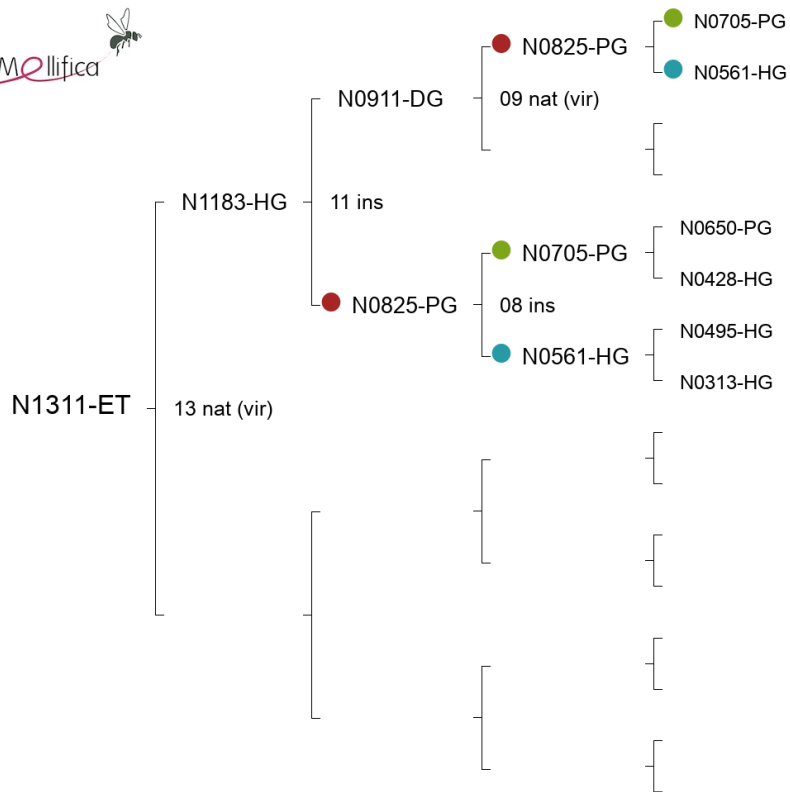 N0705-PG
Mellifica
N0825-PG
N0561-HG
N0911-DG
09 nat (vir)
N1183-HG
11 ins
N0650-PG
N0705-PG
N0428-HG
N0825-PG
08 ins
N0495-HG
N0561-HG
N0313-HG
N1311-ET
13 nat (vir)